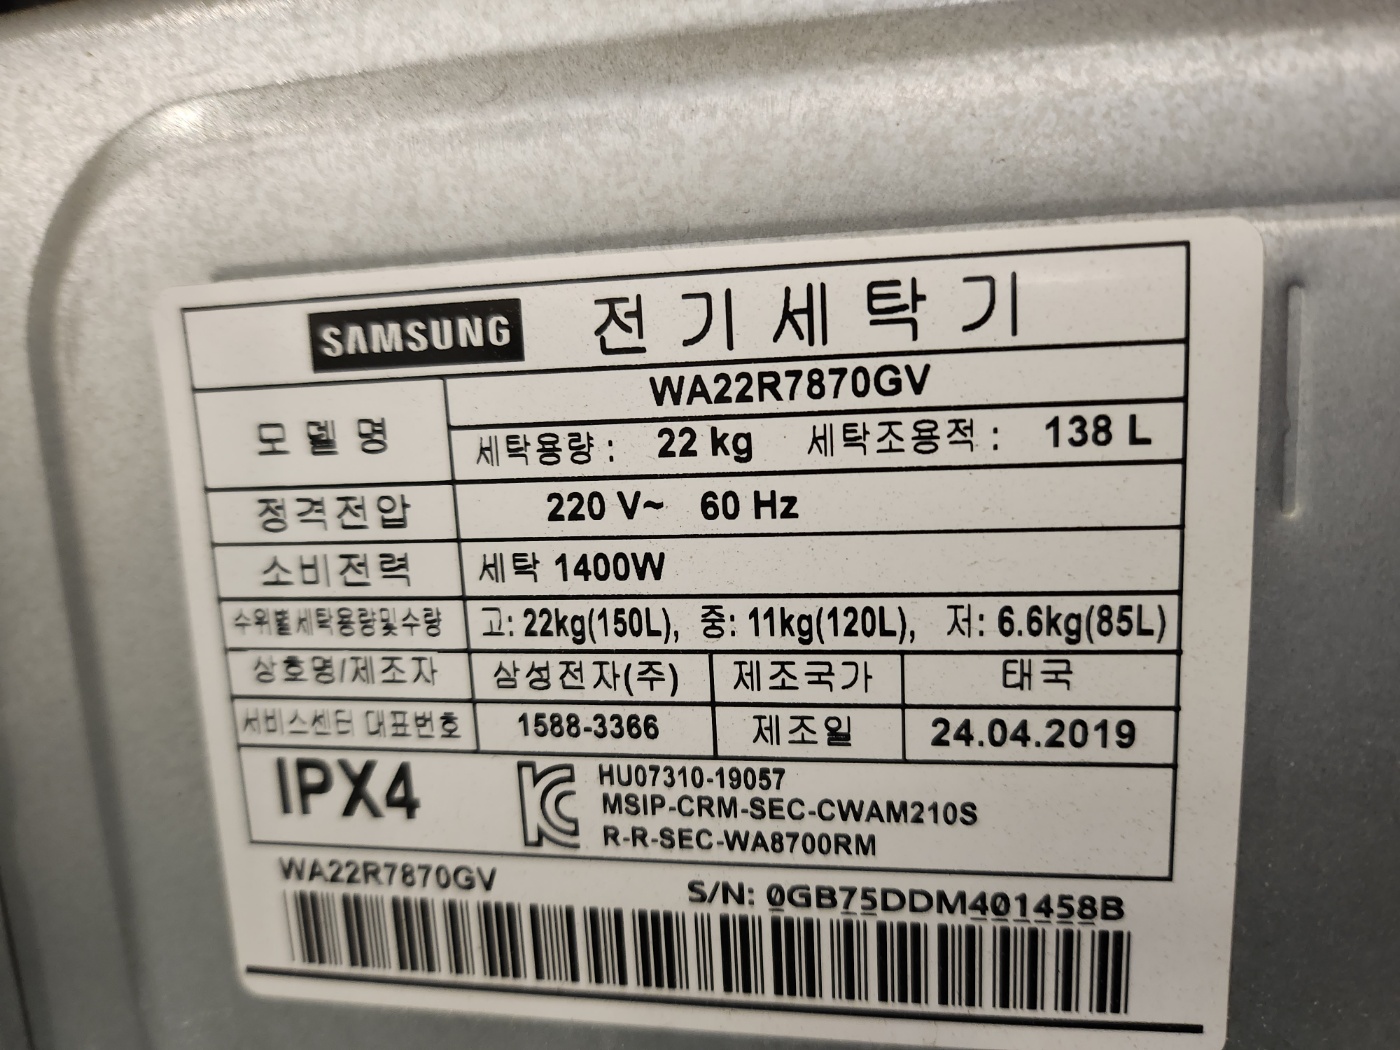 SAMSUNG 전기세탁기
모델명 WA22R7870GV
세탁용량 : 22 kg 세탁조용적 : 138 L
정격전압 220 V~ 60 Hz
소비전력 세탁 1400W
수위별세탁용량및수량 고: 22kg(150L), 중: 11kg(120L), 저: 6.6kg(85L)
상호명/제조자 삼성전자(주) 제조국가 태국
서비스센터 대표번호 1588-3366 제조일 24.04.2019
IPX4 HU07310-19057
MSIP-CRM-SEC-CWAM210S
R-R-SEC-WA8700RM
WA22R7870GV S/N: 0GB75DDM401458B